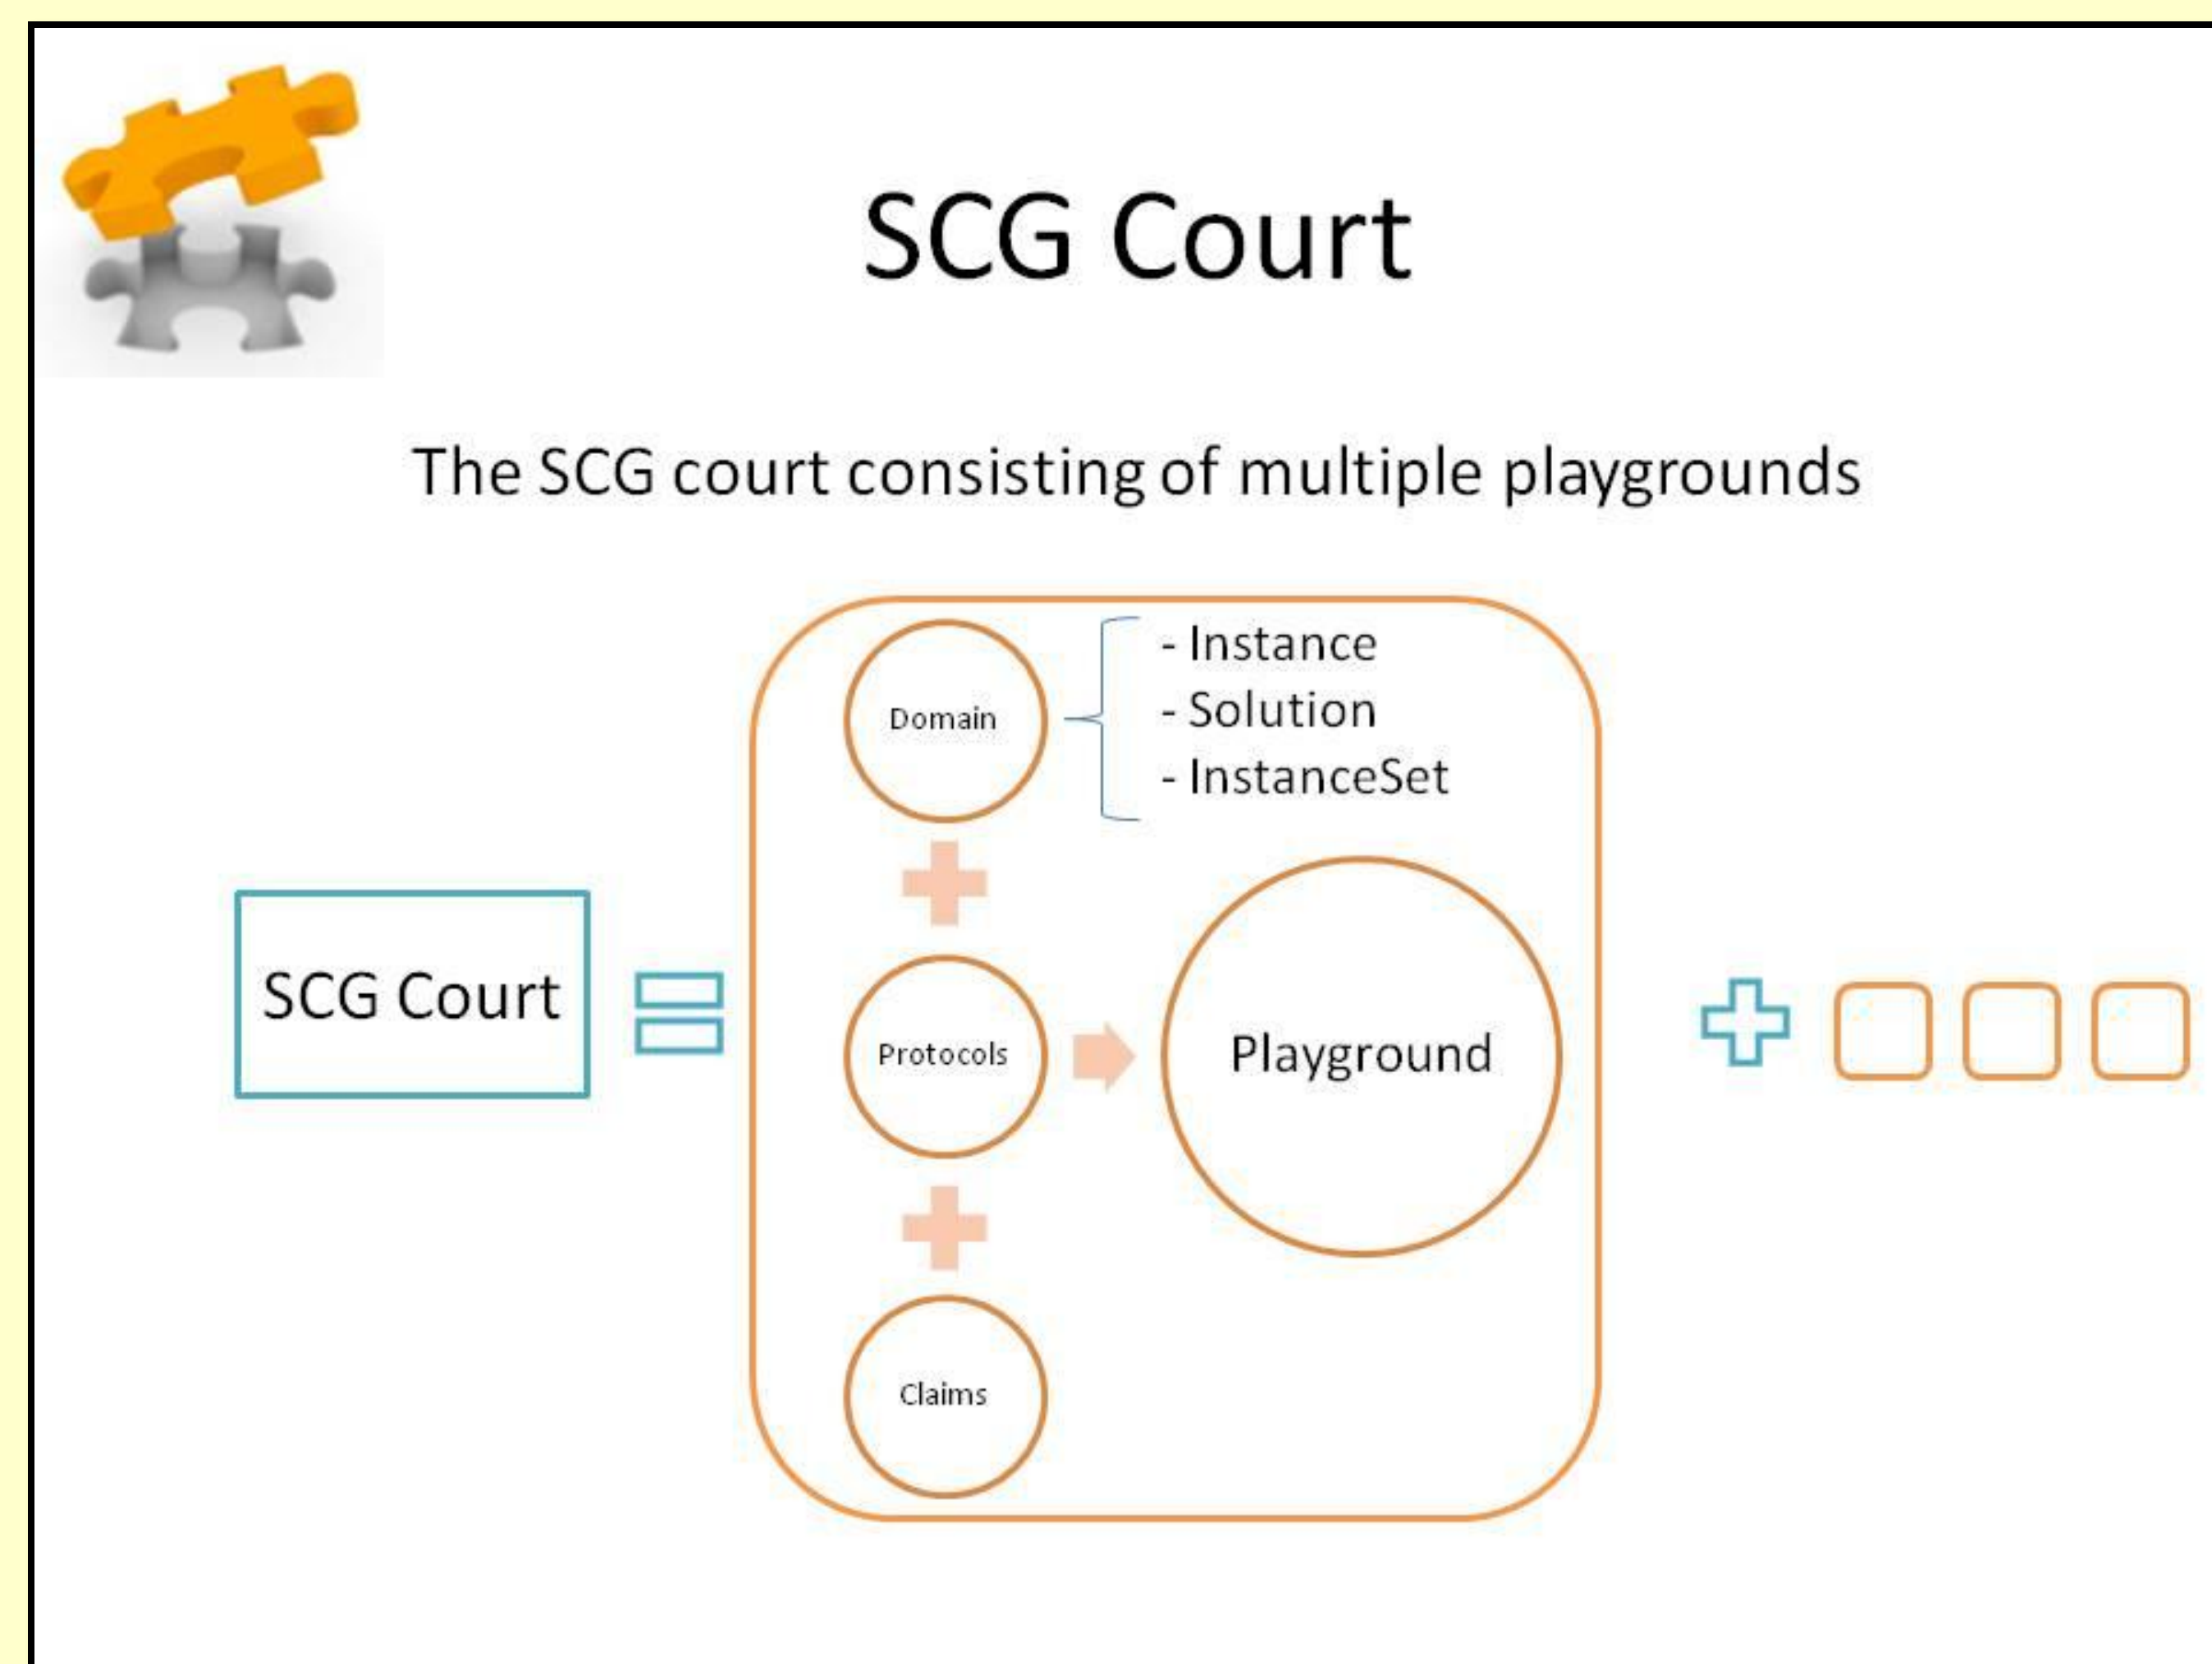 SCG Court
The SCG court consisting of multiple playgrounds
Domain
- Instance
- Solution
- InstanceSet
SCG Court
Protocols
Playground
Claims